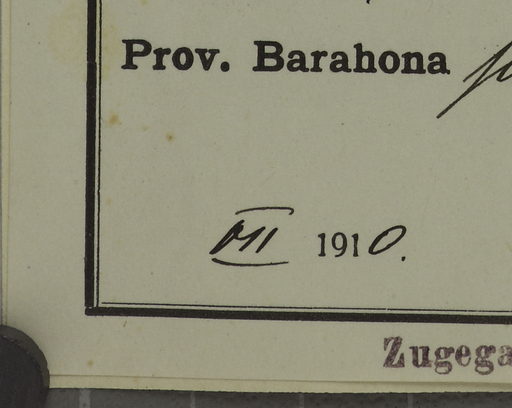 Prov. Barahona
VII 1910.
Zugega